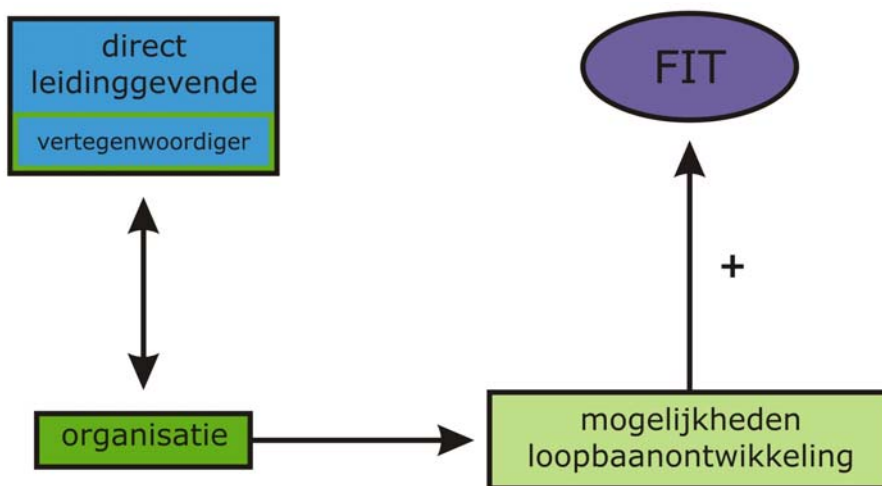 direct
leidinggevende
vertegenwoordiger
FIT
+
organisatie
mogelijkheden
loopbaanontwikkeling